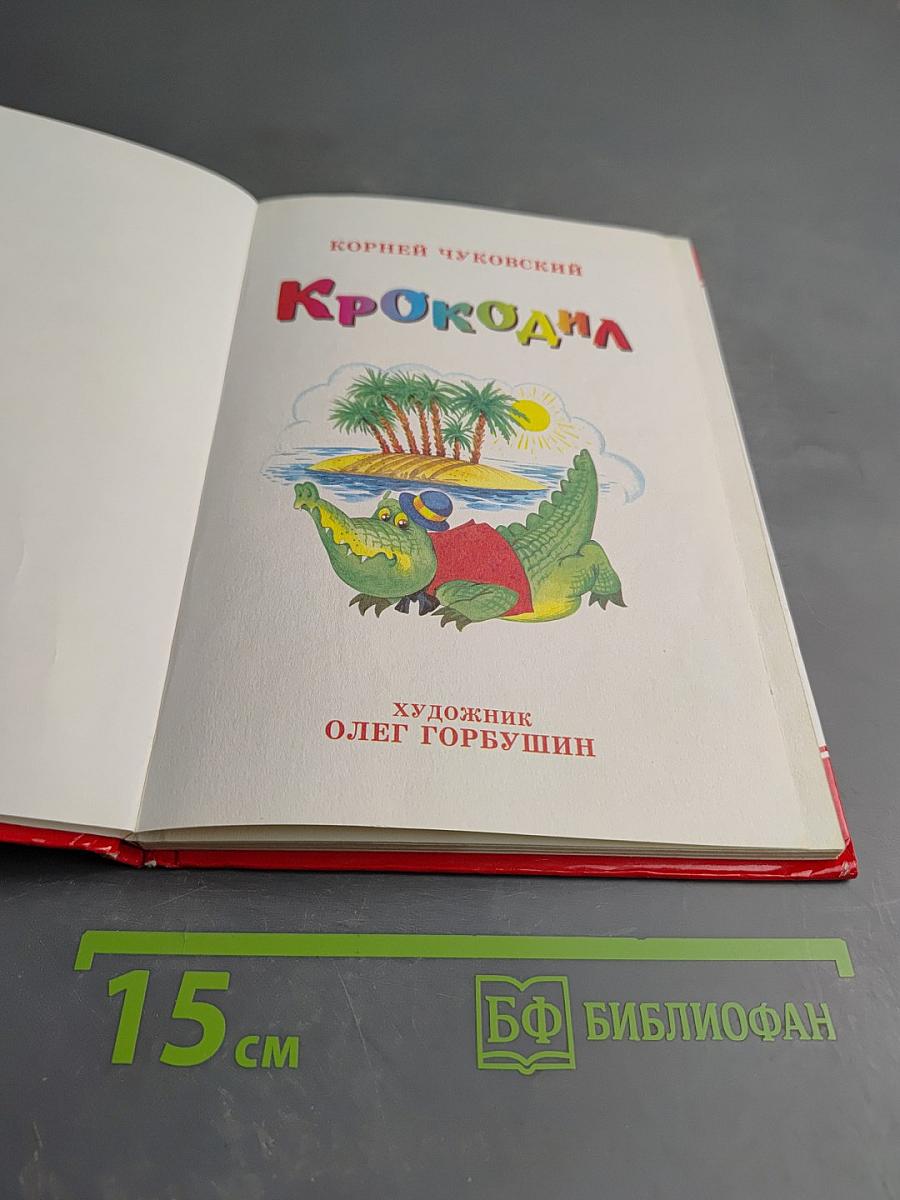 КОРНЕЙ ЧУКОВСКИЙ
КРОКОДИЛ
ХУДОЖНИК
ОЛЕГ ГОРБУШИН
15 см
БФ БИБЛИОФАН